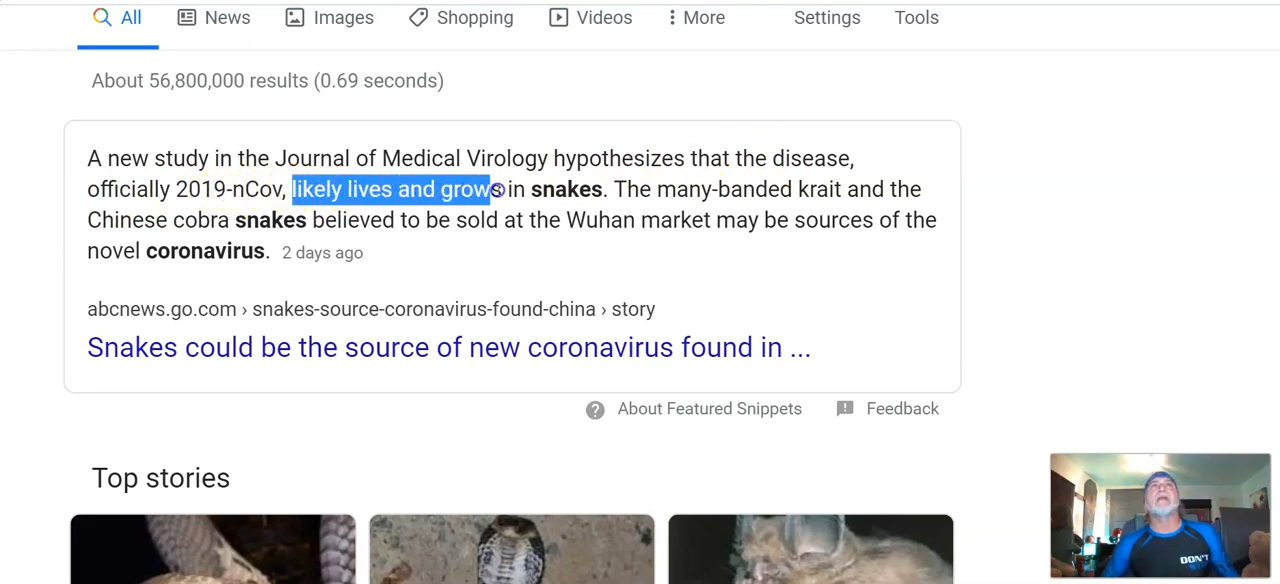 All News Images Shopping Videos More Settings Tools
About 56,800,000 results (0.69 seconds)
A new study in the Journal of Medical Virology hypothesizes that the disease,
officially 2019-nCov, likely lives and grows in snakes. The many-banded krait and the
Chinese cobra snakes believed to be sold at the Wuhan market may be sources of the
novel coronavirus. 2 days ago
abcnews.go.com › snakes-source-coronavirus-found-china › story
Snakes could be the source of new coronavirus found in ...
About Featured Snippets Feedback
Top stories
DON'T